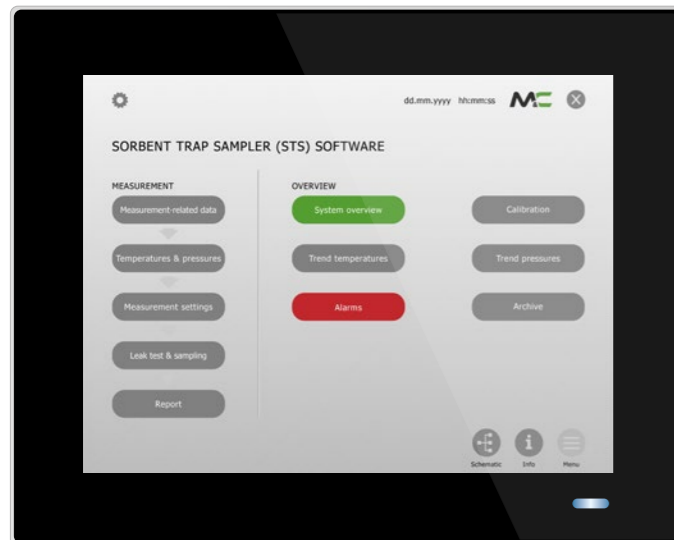 dd.mm.yyyy hh:mm:ss MC
SORBENT TRAP SAMPLER (STS) SOFTWARE
MEASUREMENT
Measurement-related data
Temperatures & pressures
Measurement settings
Leak test & sampling
Report
OVERVIEW
System overview
Calibration
Trend temperatures
Trend pressures
Alarms
Archive
Schematic
Info
Menu